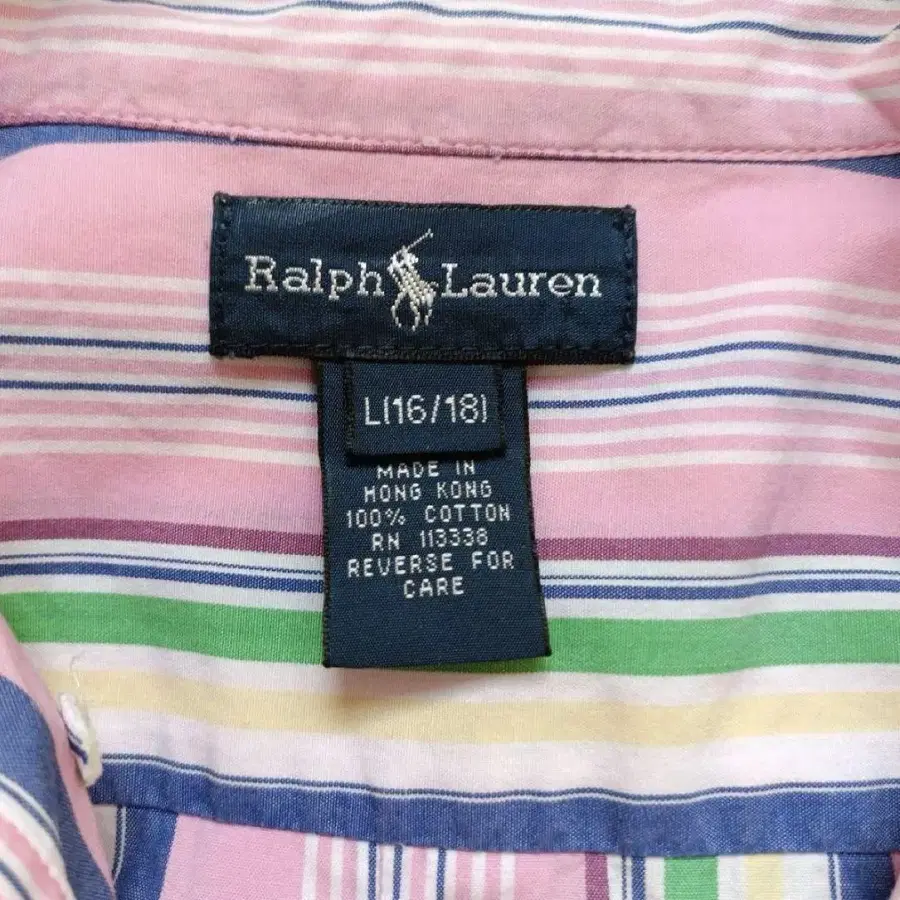 Ralph Lauren
L(16/18)
MADE IN
HONG KONG
100% COTTON
RN 113338
REVERSE FOR
CARE